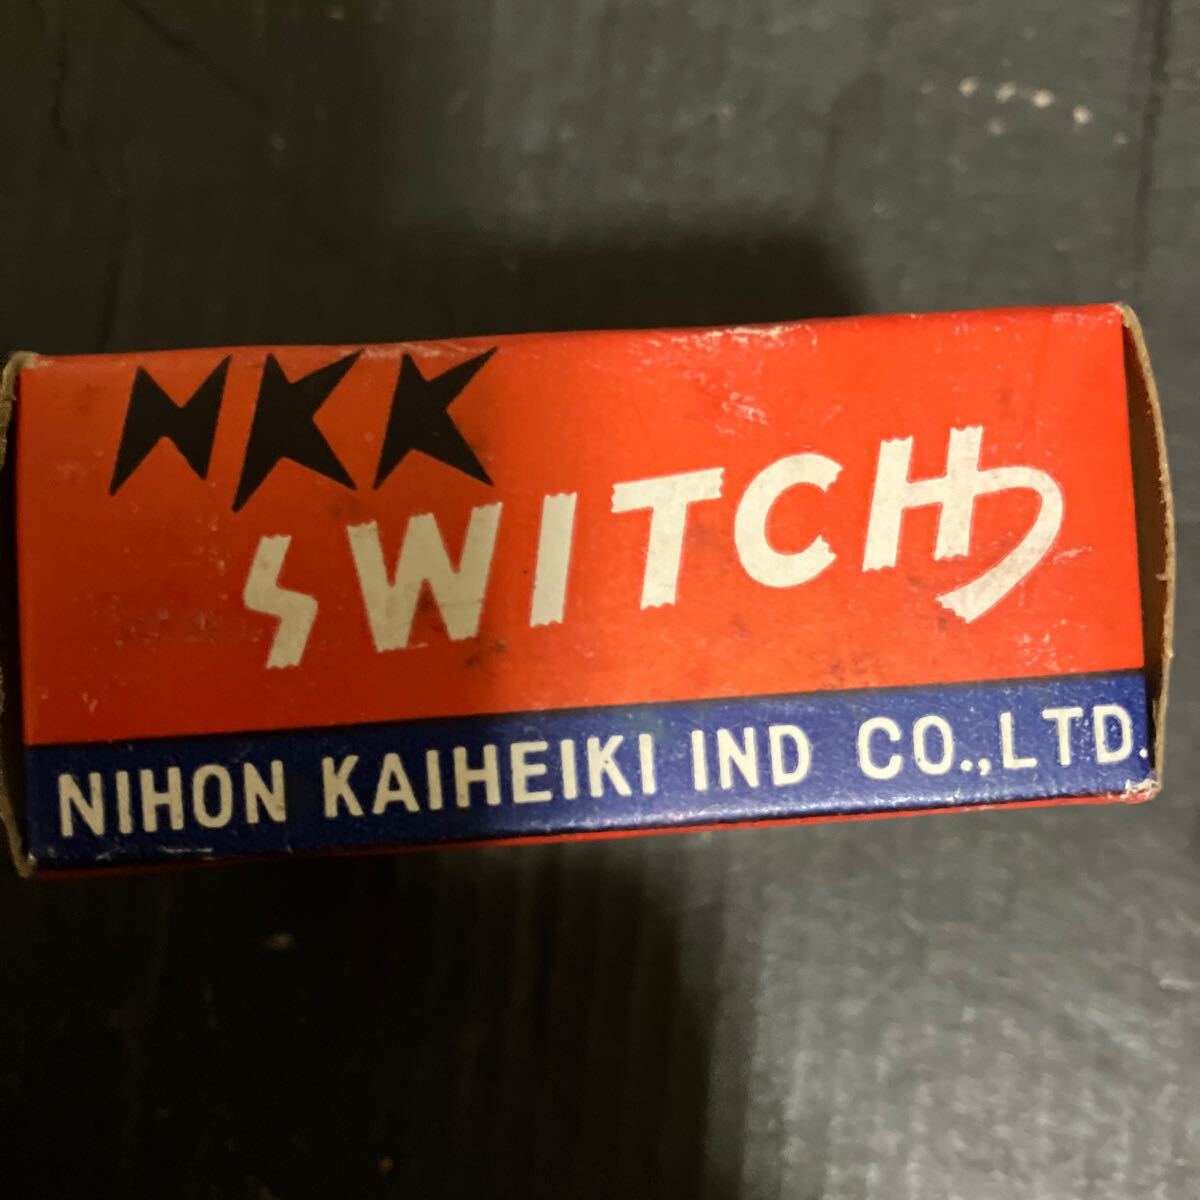 NKK
SWITCH
NIHON KAIHEIKI IND CO.,LTD.